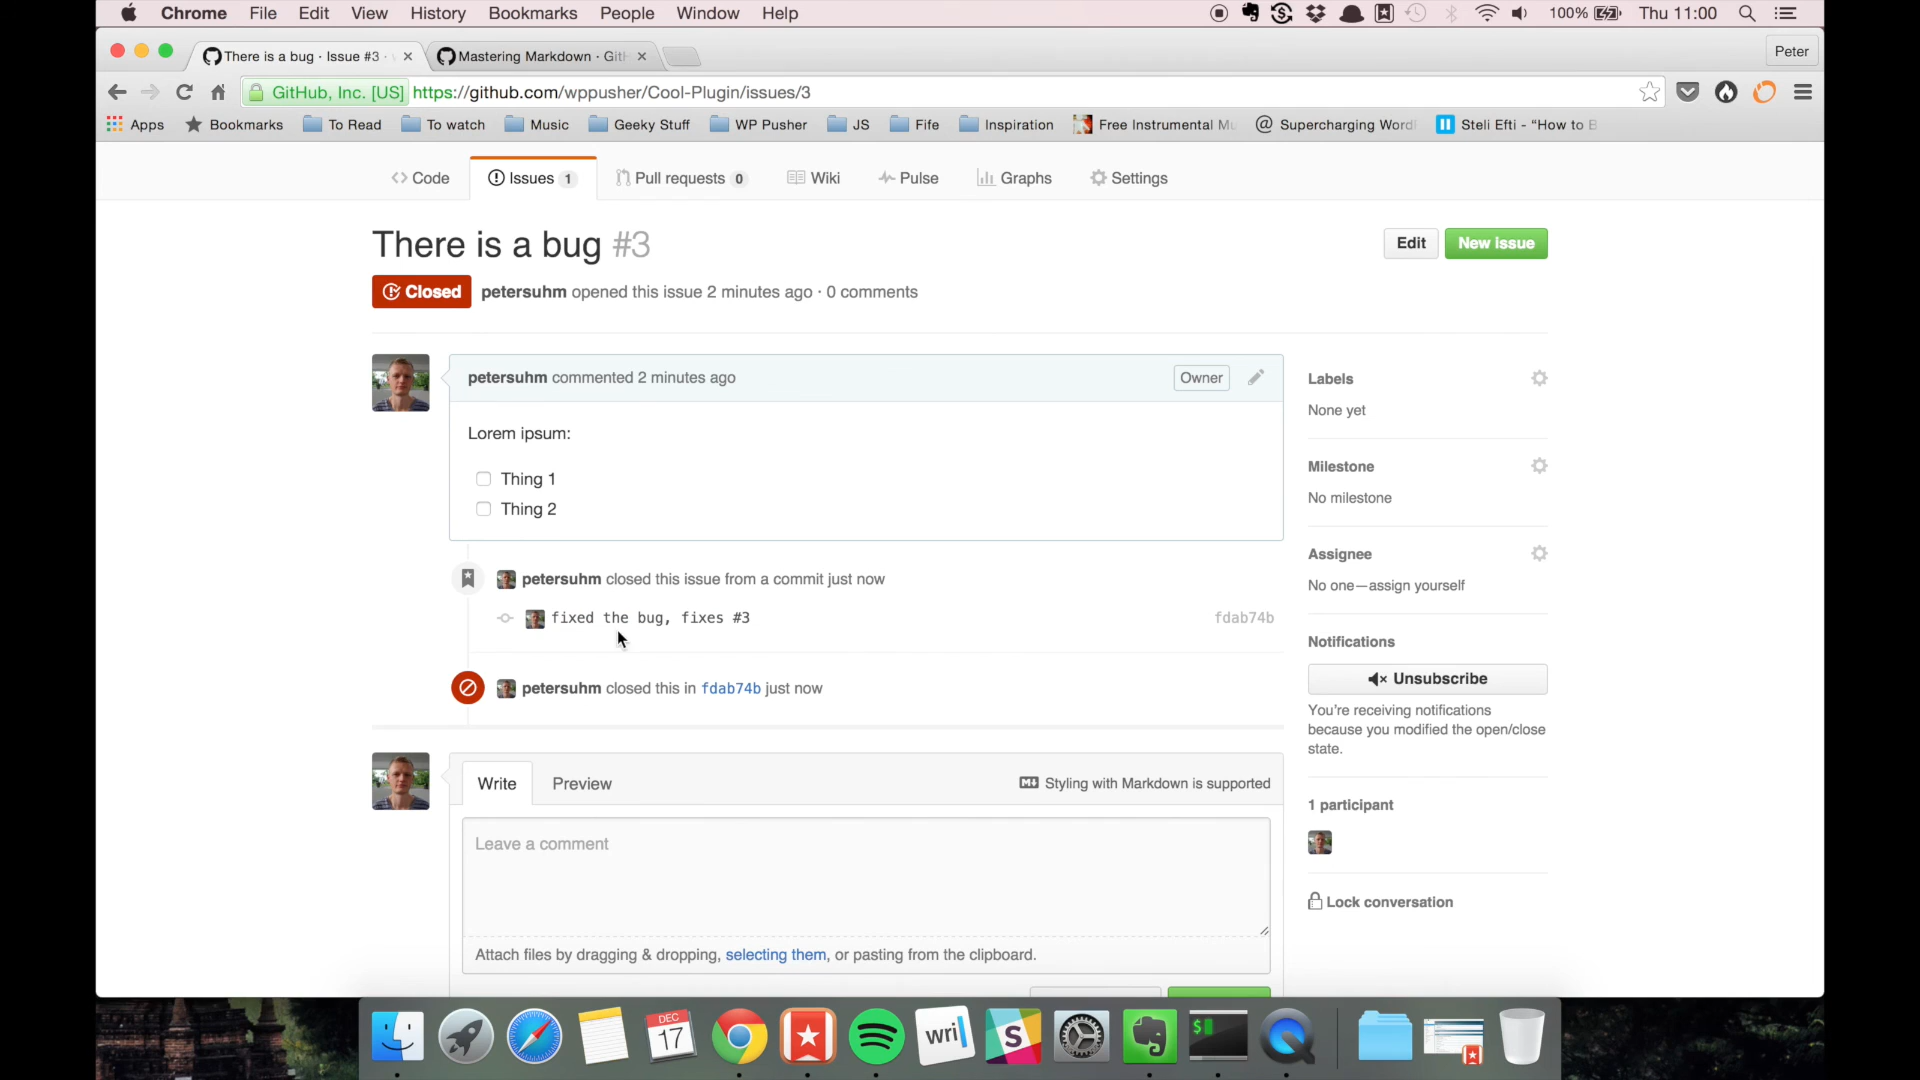 Chrome File Edit View History Bookmarks People Window Help 100% Thu 11:00
There is a bug · Issue #3 · Mastering Markdown · Git Peter
GitHub, Inc. [US] https://github.com/wppusher/Cool-Plugin/issues/3
Apps Bookmarks To Read To watch Music Geeky Stuff WP Pusher JS Fife Inspiration Free Instrumental Mu Supercharging Word Steli Efti - "How to B
Code Issues 1 Pull requests 0 Wiki Pulse Graphs Settings
There is a bug #3
Edit New issue
Closed petersuhm opened this issue 2 minutes ago · 0 comments
petersuhm commented 2 minutes ago Owner
Lorem ipsum:
Thing 1
Thing 2
petersuhm closed this issue from a commit just now
fixed the bug, fixes #3 fdab74b
petersuhm closed this in fdab74b just now
Write Preview Styling with Markdown is supported
Leave a comment
Attach files by dragging & dropping, selecting them, or pasting from the clipboard.
Labels
None yet
Milestone
No milestone
Assignee
No one—assign yourself
Notifications
Unsubscribe
You're receiving notifications
because you modified the open/close
state.
1 participant
Lock conversation
DEC
17
wri
S
$